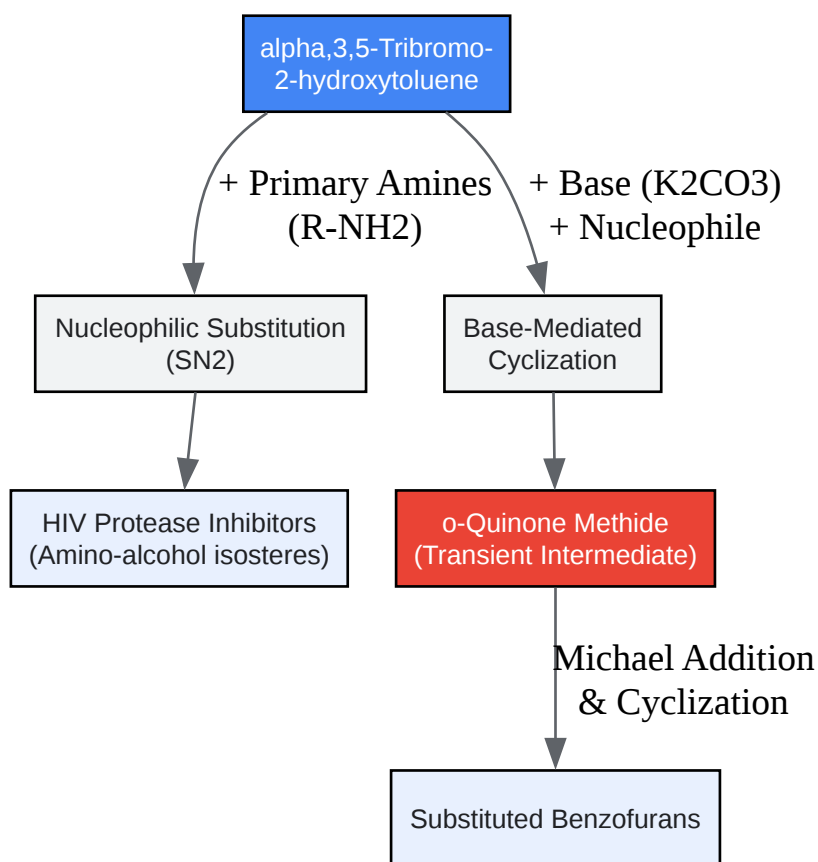 alpha,3,5-Tribromo-
2-hydroxytoluene
+ Primary Amines
(R-NH2)
+ Base (K2CO3)
+ Nucleophile
Nucleophilic Substitution
(SN2)
Base-Mediated
Cyclization
HIV Protease Inhibitors
(Amino-alcohol isosteres)
o-Quinone Methide
(Transient Intermediate)
Michael Addition
& Cyclization
Substituted Benzofurans